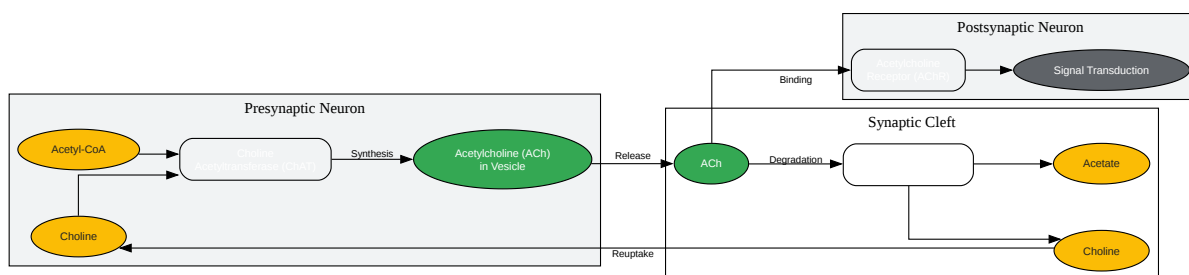 Postsynaptic Neuron
Acetylcholine
Receptor (AChR)
Signal Transduction
Binding
Presynaptic Neuron
Synaptic Cleft
Acetyl-CoA
Choline
Acetyltransferase (ChAT)
Synthesis
Acetylcholine (ACh)
in Vesicle
Release
ACh
Degradation
Acetate
Choline
Reuptake
Choline